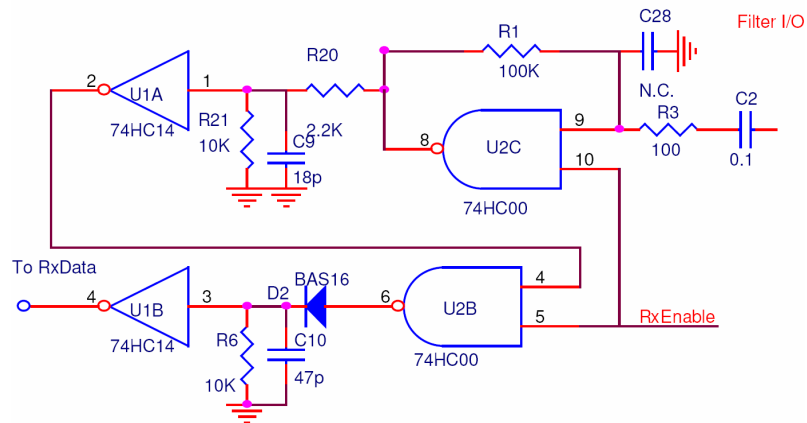 R1
100K
C28
N.C.
Filter I/O
R20
2.2K
2
U1A
1
74HC14
R21
10K
C9
18p
8
U2C
9
10
74HC00
R3
100
C2
0.1
To RxData
4
U1B
3
74HC14
D2
BAS16
R6
10K
C10
47p
6
U2B
4
5
74HC00
RxEnable